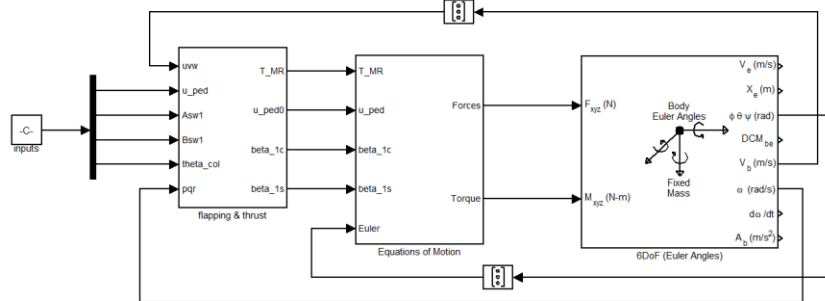 -C-
inputs
uvw
u_ped
Asw1
Bsw1
theta_col
pqr
T_MR
u_ped0
beta_1c
beta_1s
flapping & thrust
T_MR
u_ped
beta_1c
beta_1s
Euler
Forces
Torque
Equations of Motion
F_xyz (N)
M_xyz (N-m)
Body
Euler Angles
Fixed
Mass
V_e (m/s)
X_e (m)
ϕ θ ψ (rad)
DCM_be
V_b (m/s)
ω (rad/s)
dω/dt
A_b (m/s²)
6DoF (Euler Angles)